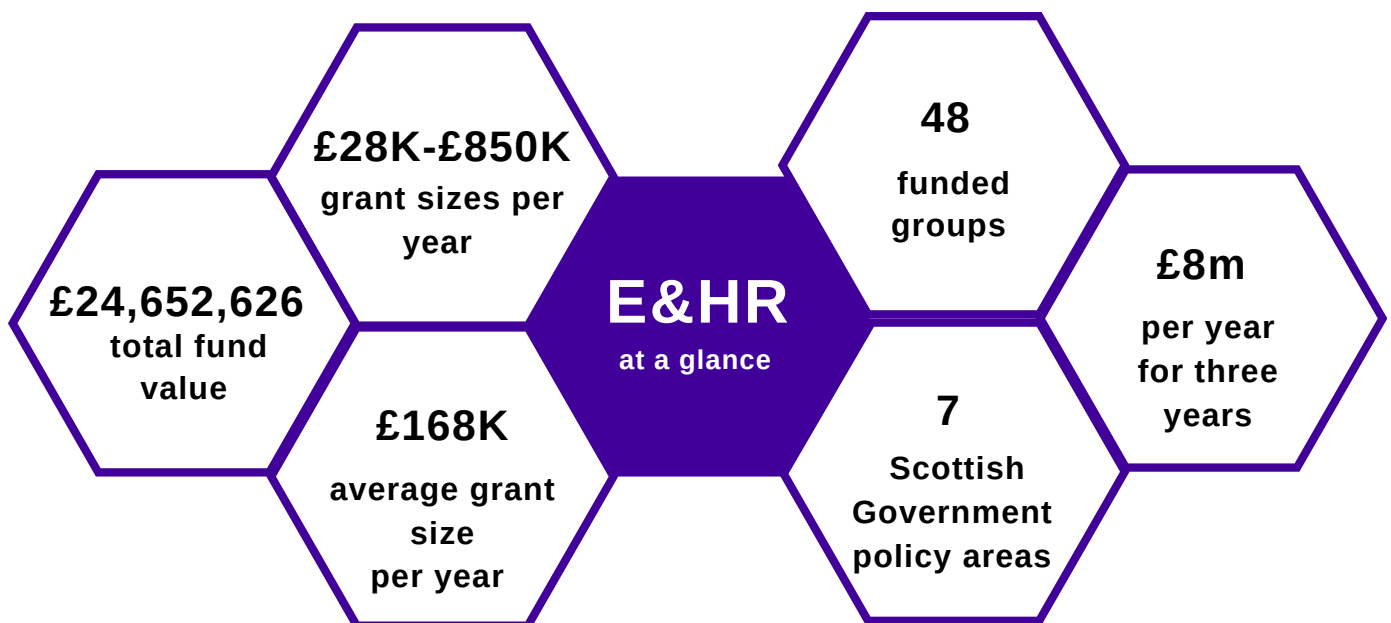 £24,652,626
total fund
value
£28K-£850K
grant sizes per
year
£168K
average grant
size
per year
E&HR
at a glance
48
funded
groups
7
Scottish
Government
policy areas
£8m
per year
for three
years